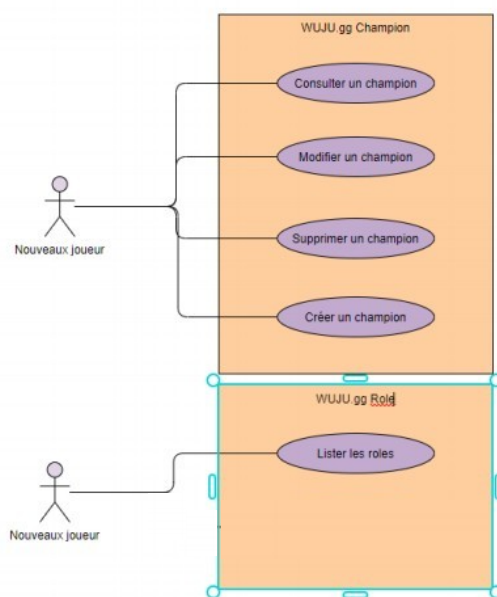 WUJU.gg Champion
Consulter un champion
Modifier un champion
Nouveaux joueur
Supprimer un champion
Créer un champion
WUJU.gg Role
Lister les roles
Nouveaux joueur